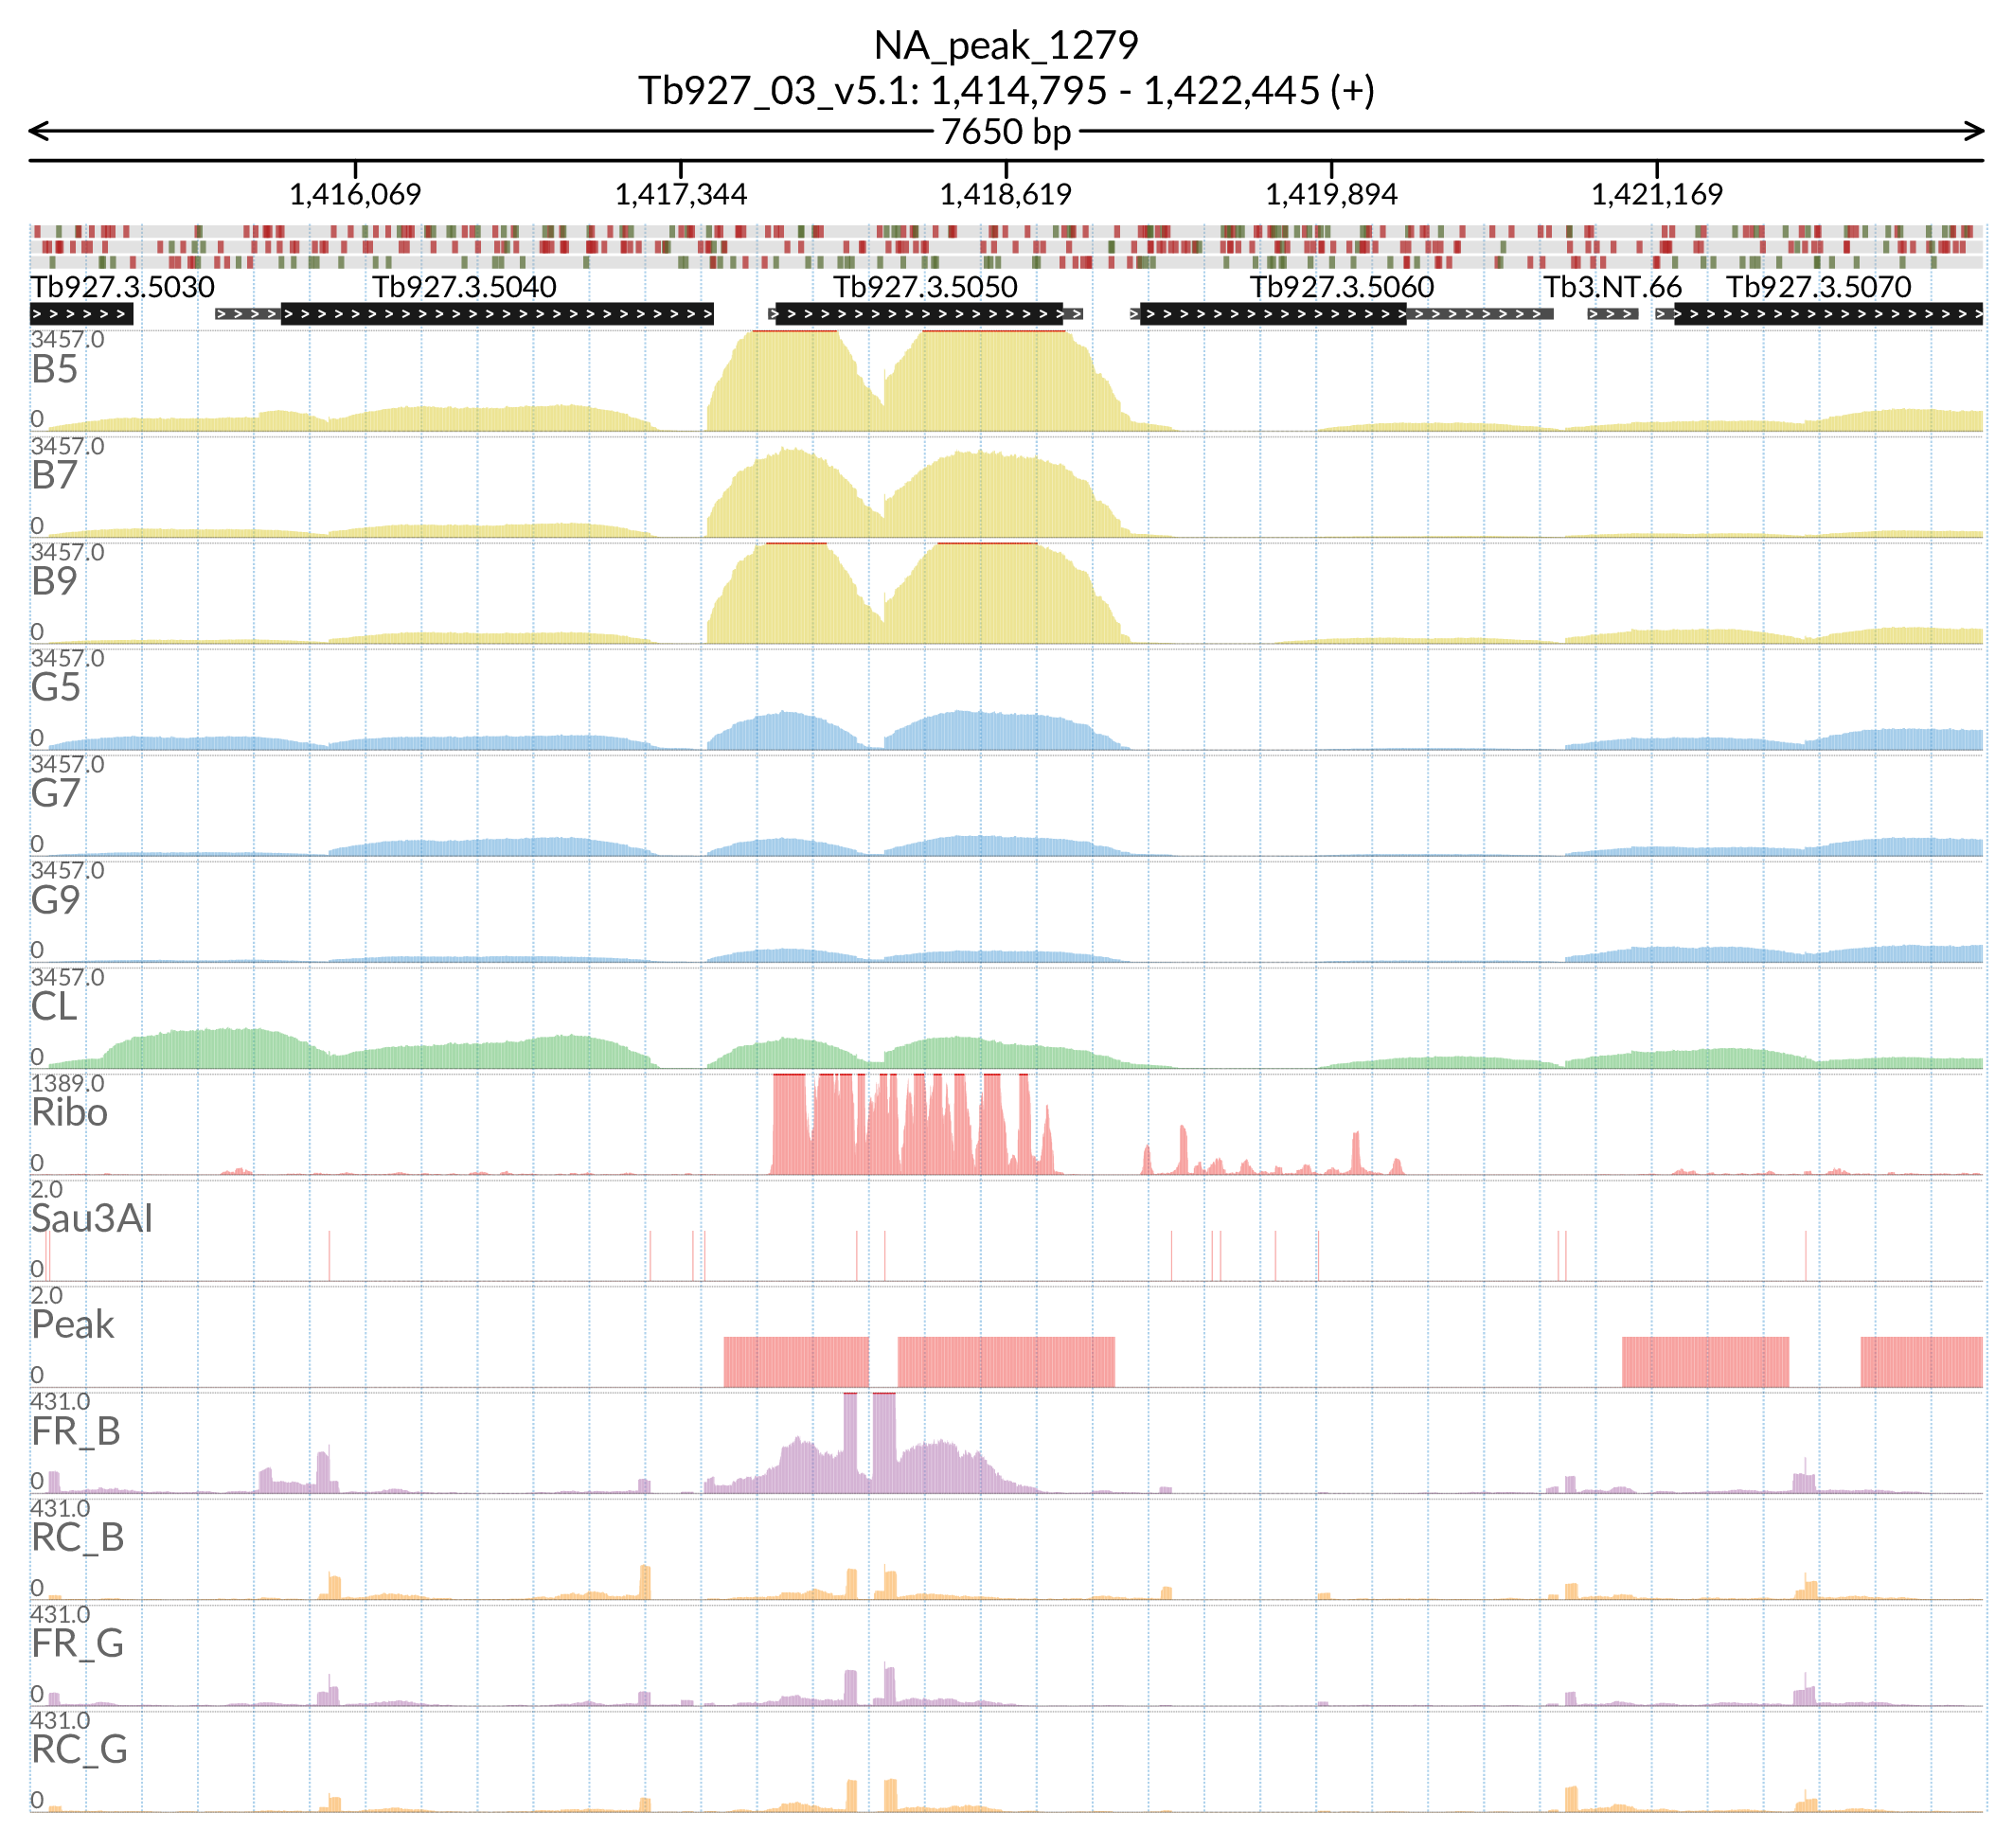 NA_peak_1279
Tb927_03_v5.1: 1,414,795 - 1,422,445 (+)
7650 bp
1,416,069 1,417,344 1,418,619 1,419,894 1,421,169
Tb927.3.5030 Tb927.3.5040 Tb927.3.5050 Tb927.3.5060 Tb3.NT.66 Tb927.3.5070
3457.0
B5
0
3457.0
B7
0
3457.0
B9
0
3457.0
G5
0
3457.0
G7
0
3457.0
G9
0
3457.0
CL
0
1389.0
Ribo
0
2.0
Sau3AI
0
2.0
Peak
0
431.0
FR_B
0
431.0
RC_B
0
431.0
FR_G
0
431.0
RC_G
0